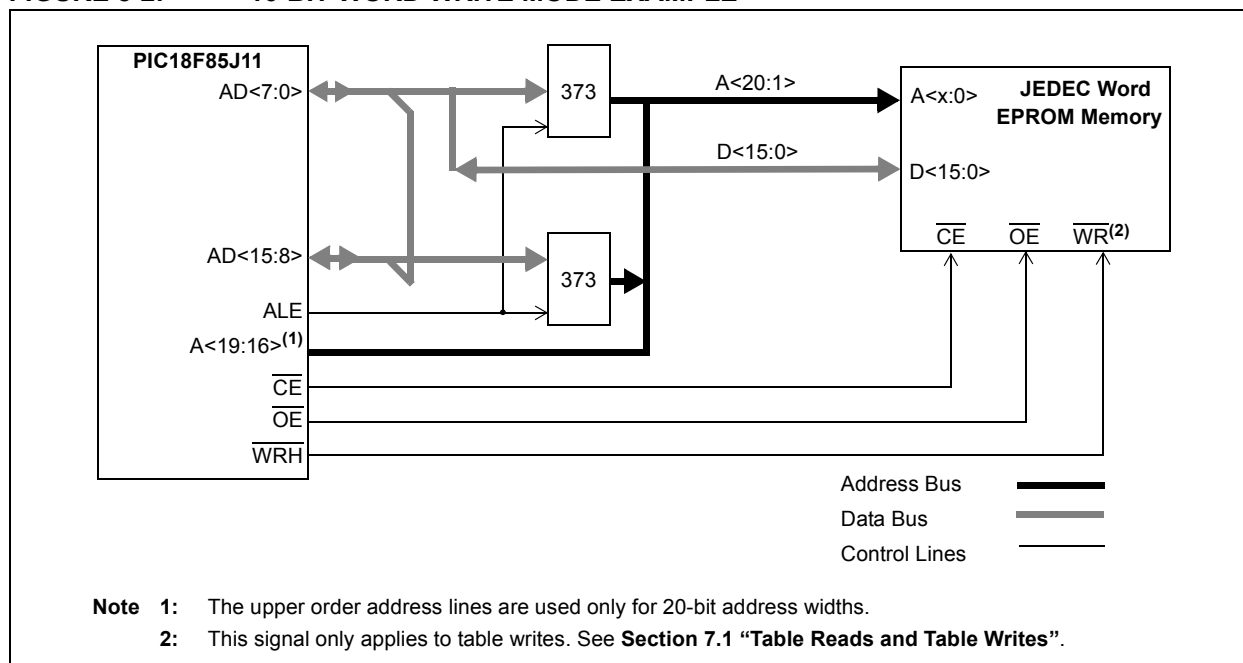 PIC18F85J11
AD<7:0>
373
A<20:1>
A<x:0>
JEDEC Word
EPROM Memory
D<15:0>
D<15:0>
CE
OE
WR(2)
AD<15:8>
373
ALE
A<19:16>(1)
CE
OE
WRH
Address Bus
Data Bus
Control Lines
Note 1: The upper order address lines are used only for 20-bit address widths.
2: This signal only applies to table writes. See Section 7.1 “Table Reads and Table Writes”.